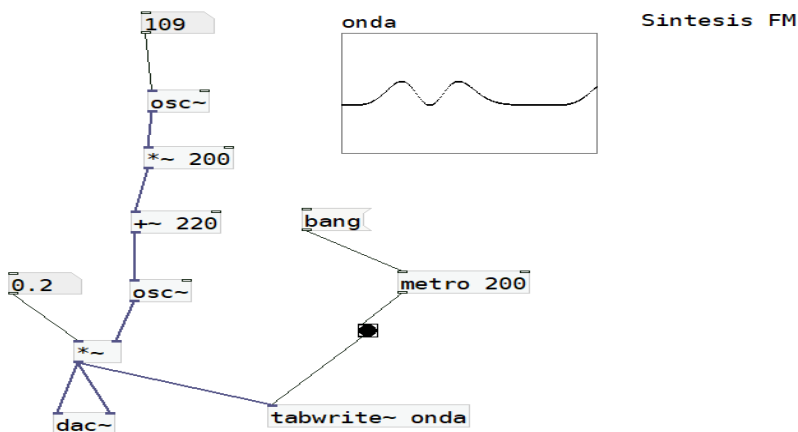 109
onda
Sintesis FM
osc~
*~ 200
+~ 220
bang
0.2
osc~
metro 200
*~
dac~
tabwrite~ onda